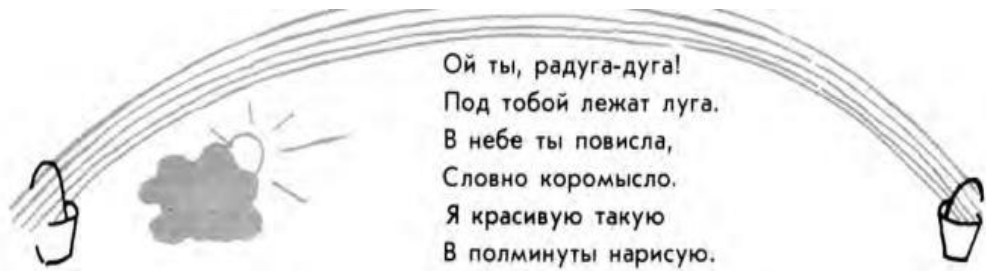 Ой ты, радуга-дуга!
Под тобой лежат луга.
В небе ты повисла,
Словно коромысло.
Я красивую такую
В полминуты нарисую.